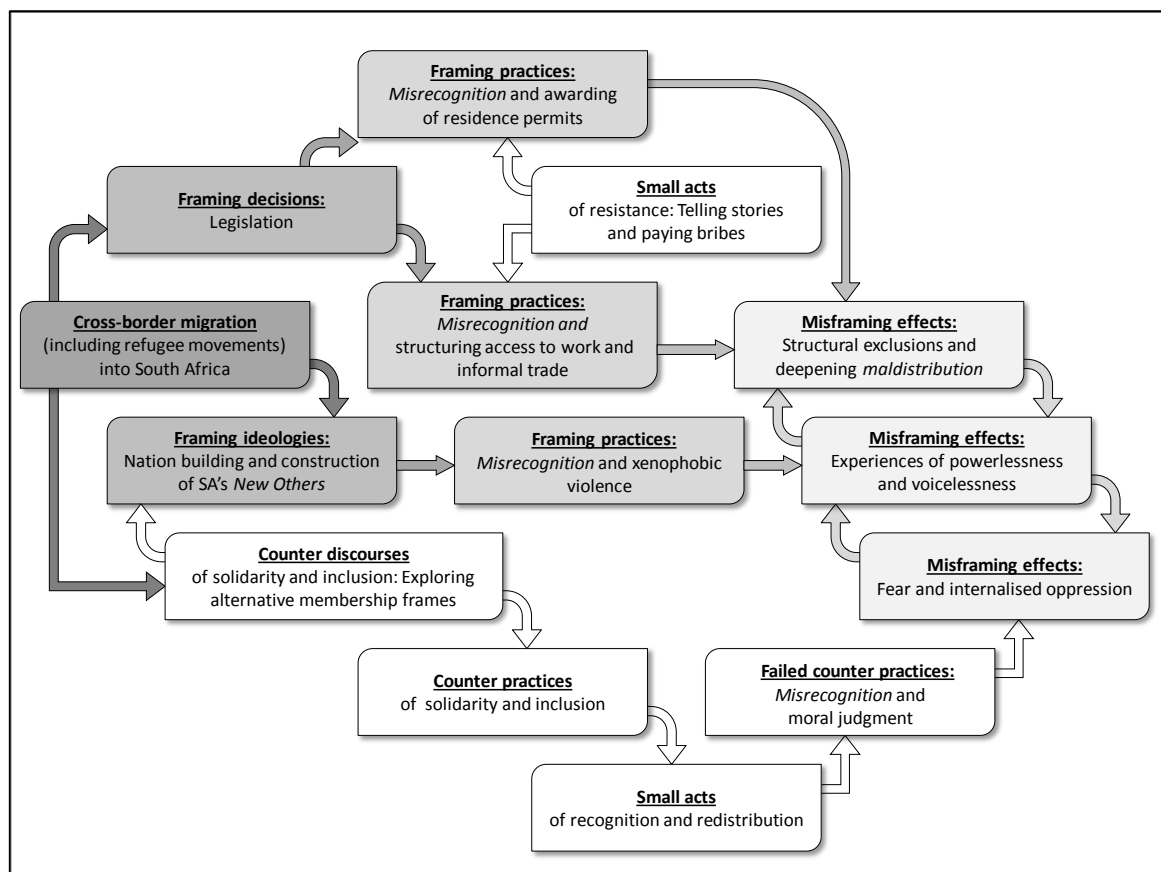 Framing practices:
Misrecognition and awarding
of residence permits
Small acts
of resistance: Telling stories
and paying bribes
Framing decisions:
Legislation
Framing practices:
Misrecognition and
structuring access to work and
informal trade
Cross-border migration
(including refugee movements)
into South Africa
Misframing effects:
Structural exclusions and
deepening maldistribution
Framing ideologies:
Nation building and construction
of SA's New Others
Framing practices:
Misrecognition and xenophobic
violence
Misframing effects:
Experiences of powerlessness
and voicelessness
Counter discourses
of solidarity and inclusion: Exploring
alternative membership frames
Misframing effects:
Fear and internalised oppression
Counter practices
of solidarity and inclusion
Failed counter practices:
Misrecognition and
moral judgment
Small acts
of recognition and redistribution